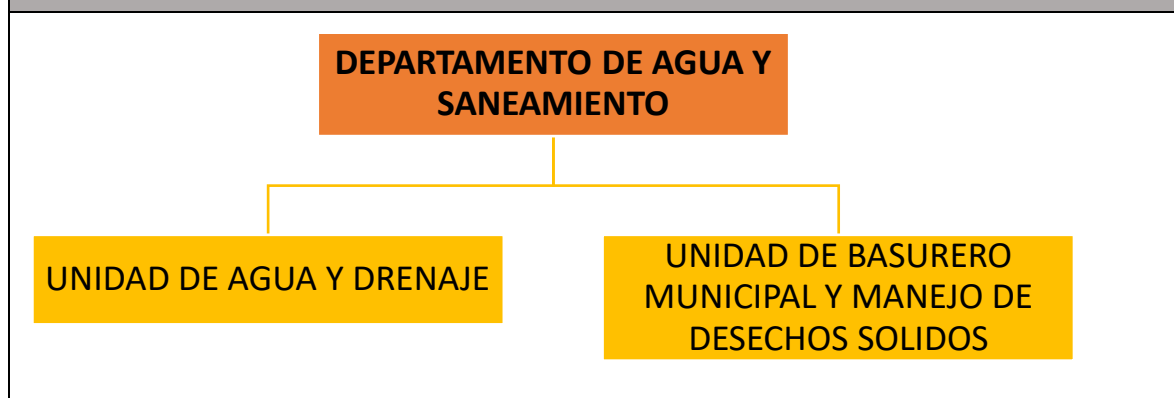 DEPARTAMENTO DE AGUA Y
SANEAMIENTO
UNIDAD DE AGUA Y DRENAJE
UNIDAD DE BASURERO
MUNICIPAL Y MANEJO DE
DESECHOS SOLIDOS